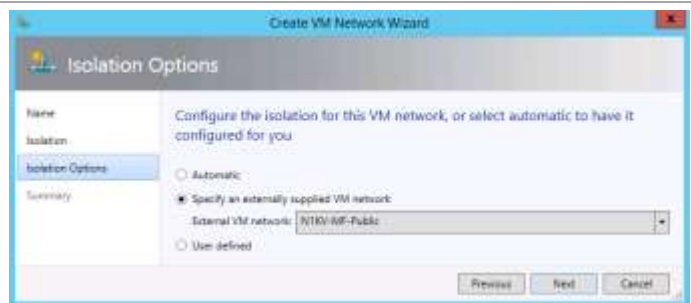 Create VM Network Wizard
Isolation Options
Name
Isolation
Isolation Options
Summary
Configure the isolation for this VM network, or select automatic to have it
configured for you
Automatic
Specify an externally supplied VM network
External VM network: N1KV-WF-Public
User defined
Previous Next Cancel